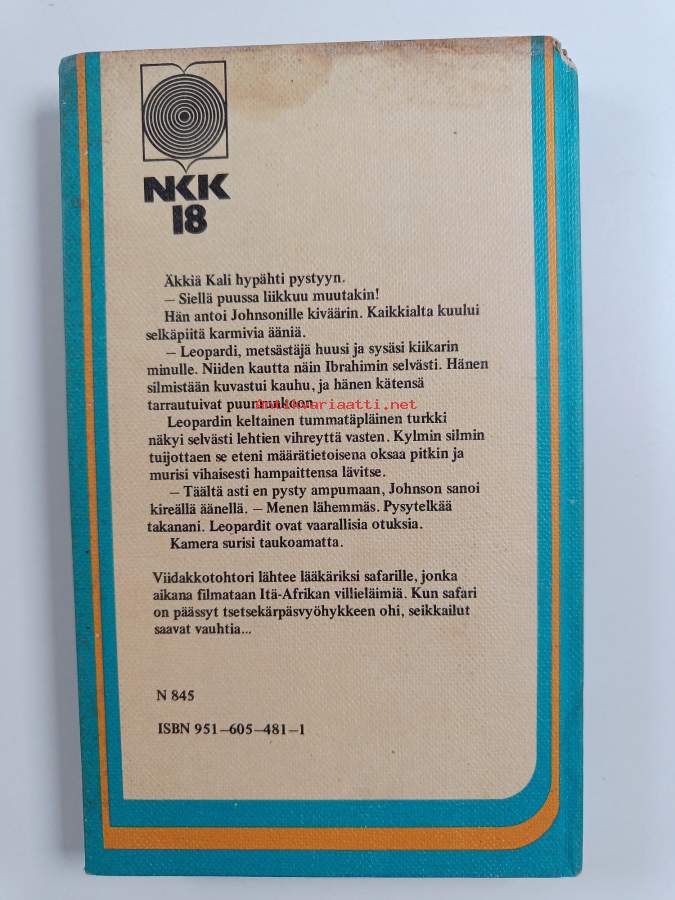 NKK
18
Äkkiä Kali hypähti pystyyn.
— Siellä puussa liikkuu muutakin!
Hän antoi Johnsonille kiväärin. Kaikkialta kuului
selkäpiitä karmivia ääniä.
— Leopardi, metsästäjä huusi ja sysäsi kiikarin
minulle. Niiden kautta näin Ibrahimin selvästi. Hänen
silmistään kuvastui kauhu, ja hänen kätensä
tarrautuivat puunrunkoon.
Antikvariaatti.net
Leopardin keltainen tummatäpläinen turkki
näkyi selvästi lehtien vihreyttä vasten. Kylmin silmin
tuijottaen se eteni määrätietoisena oksaa pitkin ja
murisi vihaisesti hampaittensa lävitse.
— Täältä asti en pysty ampumaan, Johnson sanoi
kireällä äänellä. — Menen lähemmäs. Pysytelkää
takanani. Leopardit ovat vaarallisia otuksia.
Kamera surisi taukoamatta.
Viidakkotohtori lähtee lääkäriksi safarille, jonka
aikana filmataan Itä-Afrikan villieläimiä. Kun safari
on päässyt tsetsekärpäsvyöhykkeen ohi, seikkailut
saavat vauhtia...
N 845
ISBN 951—605—481—1